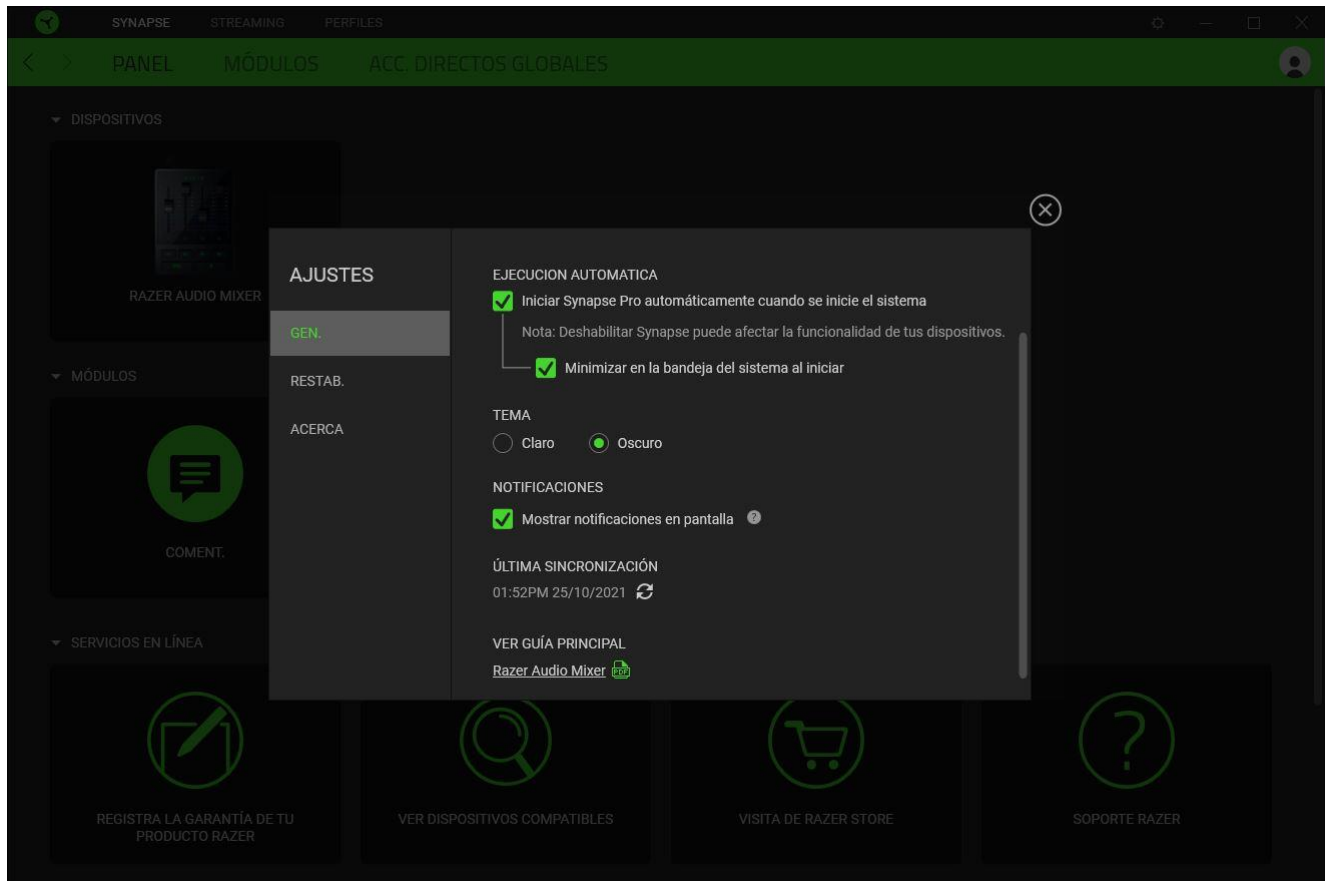 SYNAPSE STREAMING PERFILES
PANEL MÓDULOS ACC. DIRECTOS GLOBALES
DISPOSITIVOS
RAZER AUDIO MIXER
MÓDULOS
COMENT.
AJUSTES
GEN.
RESTAB.
ACERCA
EJECUCION AUTOMATICA
Iniciar Synapse Pro automáticamente cuando se inicie el sistema
Nota: Deshabilitar Synapse puede afectar la funcionalidad de tus dispositivos.
Minimizar en la bandeja del sistema al iniciar
TEMA
Claro Oscuro
NOTIFICACIONES
Mostrar notificaciones en pantalla ?
ÚLTIMA SINCRONIZACIÓN
01:52PM 25/10/2021
VER GUÍA PRINCIPAL
Razer Audio Mixer PDF
SERVICIOS EN LÍNEA
REGISTRA LA GARANTÍA DE TU
PRODUCTO RAZER
VER DISPOSITIVOS COMPATIBLES
VISITA DE RAZER STORE
SOPORTE RAZER